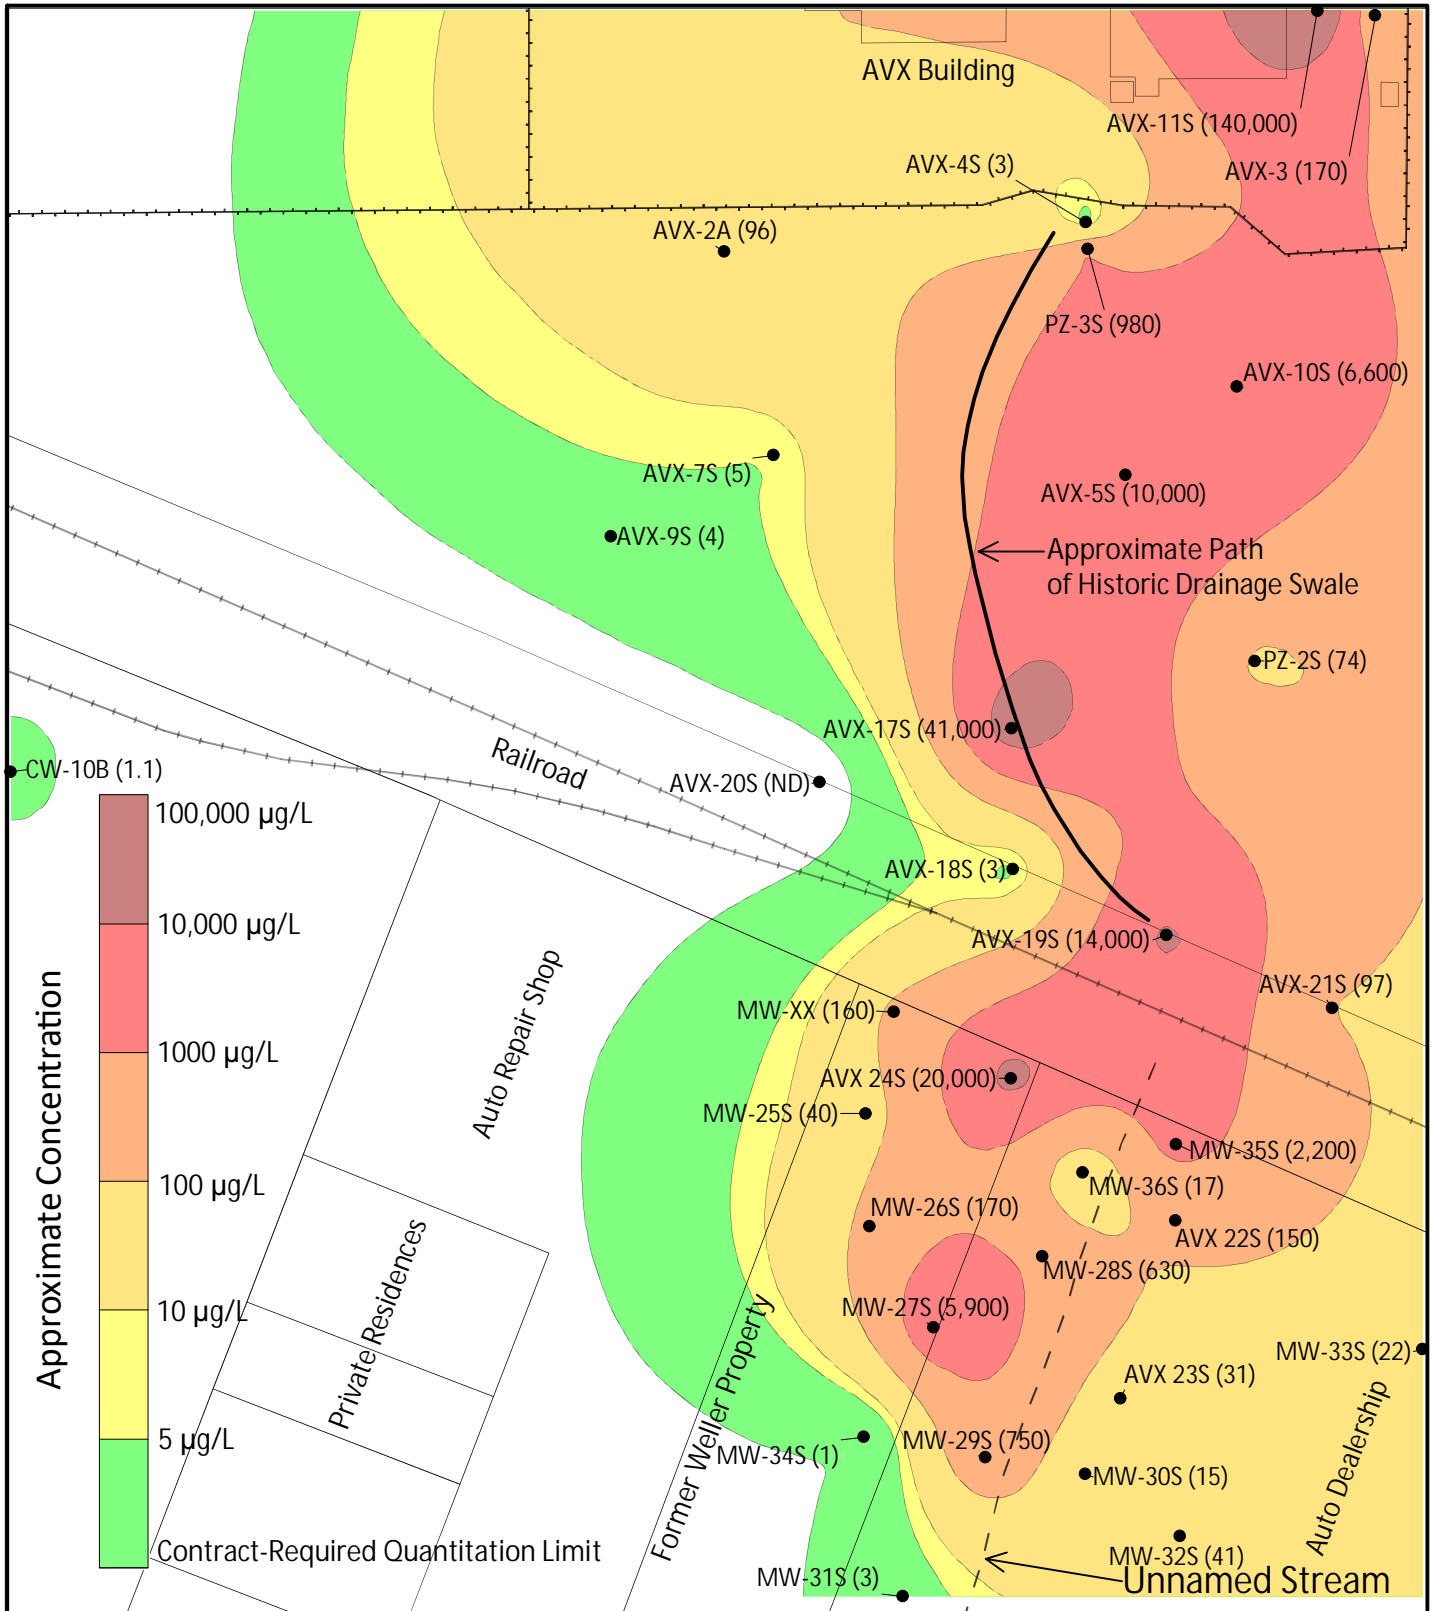 AVX Building
AVX-11S (140,000)
AVX-4S (3)
AVX-3 (170)
AVX-2A (96)
PZ-3S (980)
AVX-10S (6,600)
AVX-7S (5)
AVX-5S (10,000)
AVX-9S (4)
Approximate Path
of Historic Drainage Swale
PZ-2S (74)
AVX-17S (41,000)
Railroad
CW-10B (1.1)
AVX-20S (ND)
AVX-18S (3)
AVX-19S (14,000)
AVX-21S (97)
MW-XX (160)
AVX 24S (20,000)
MW-25S (40)
MW-35S (2,200)
MW-36S (17)
MW-26S (170)
AVX 22S (150)
MW-28S (630)
MW-27S (5,900)
MW-33S (22)
AVX 23S (31)
MW-29S (750)
MW-34S (1)
MW-30S (15)
MW-32S (41)
MW-31S (3)
Unnamed Stream
Auto Repair Shop
Private Residences
Former Weller Property
Auto Dealership
Approximate Concentration
100,000 µg/L
10,000 µg/L
1000 µg/L
100 µg/L
10 µg/L
5 µg/L
Contract-Required Quantitation Limit